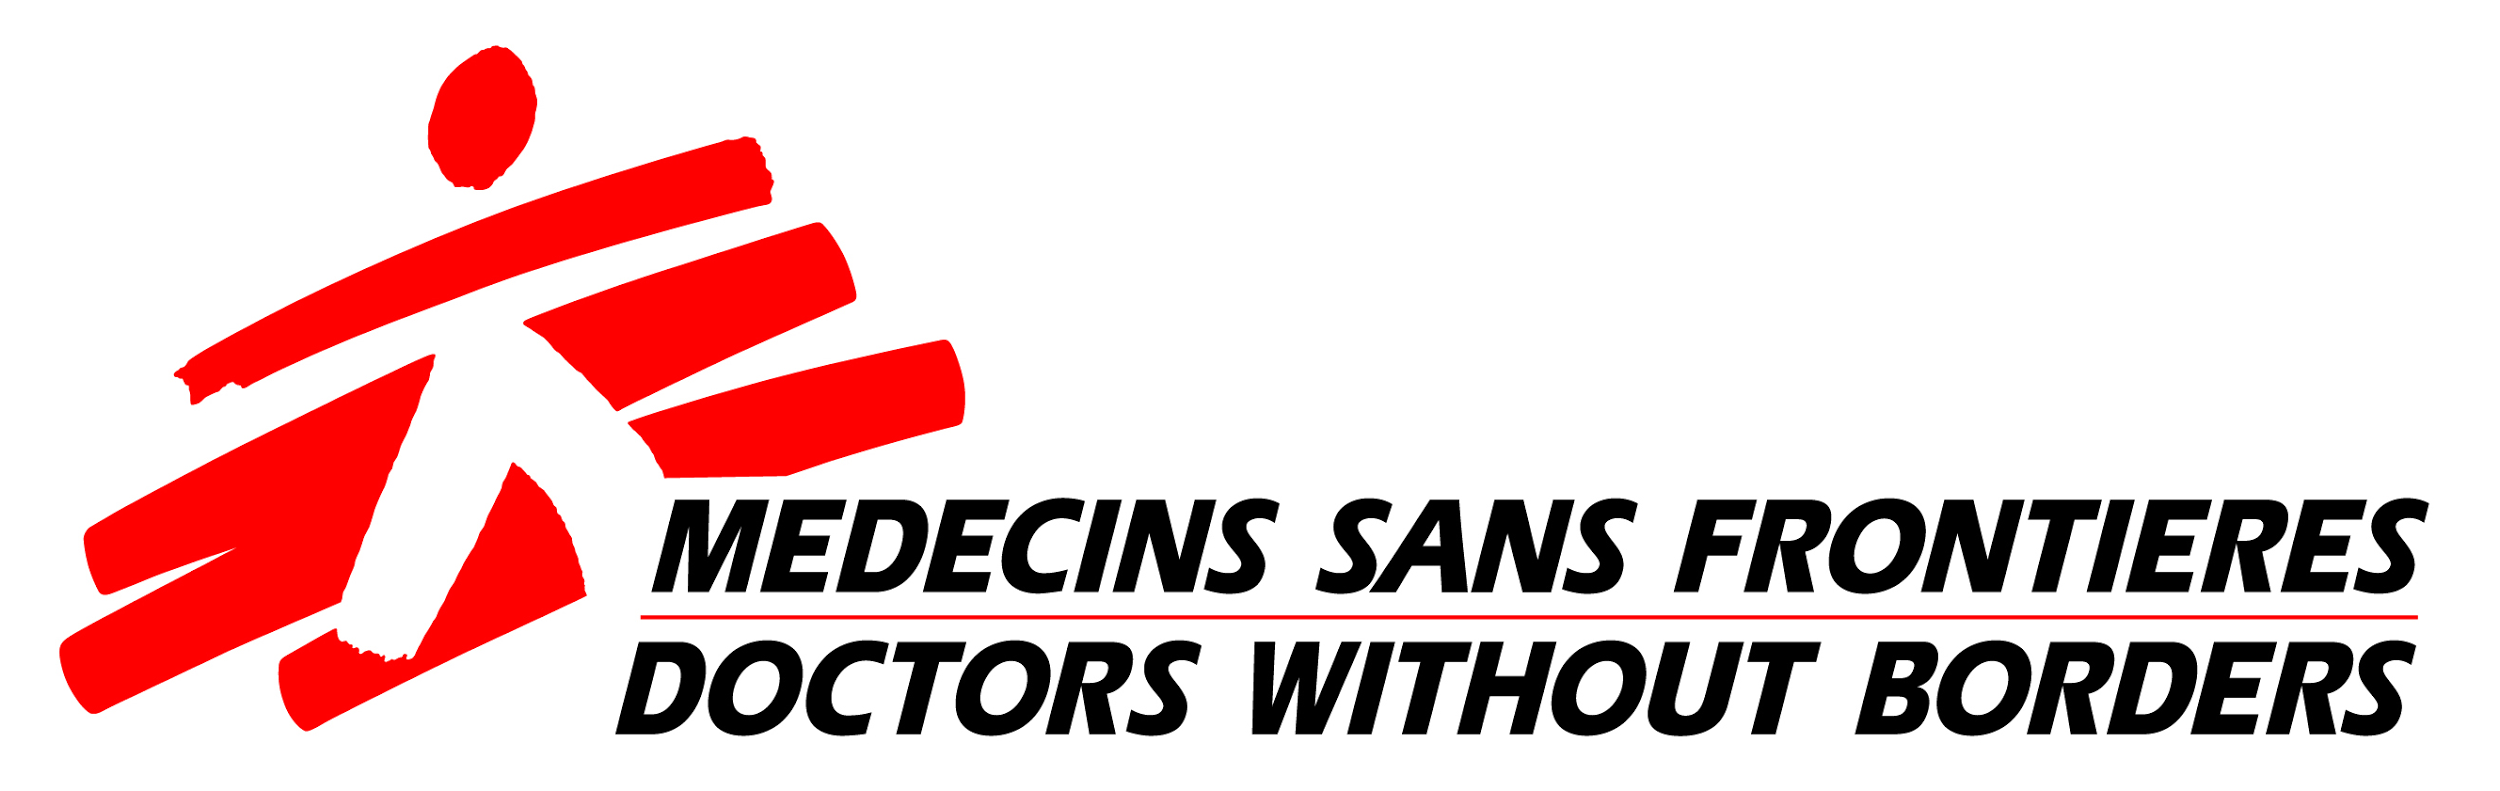 MEDECINS SANS FRONTIERES
DOCTORS WITHOUT BORDERS